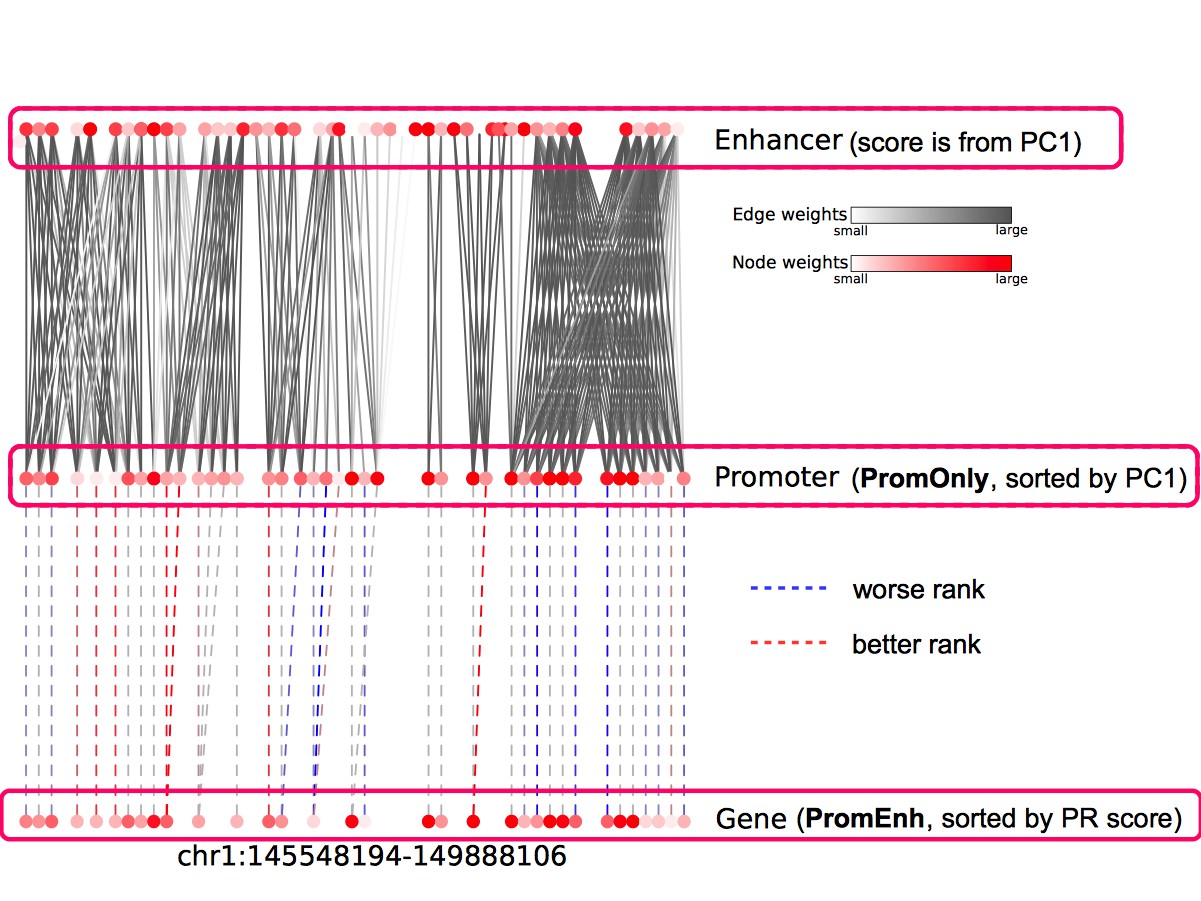 Enhancer (score is from PC1)
Edge weights
small large
Node weights
small large
Promoter (PromOnly, sorted by PC1)
worse rank
better rank
Gene (PromEnh, sorted by PR score)
chr1:145548194-149888106